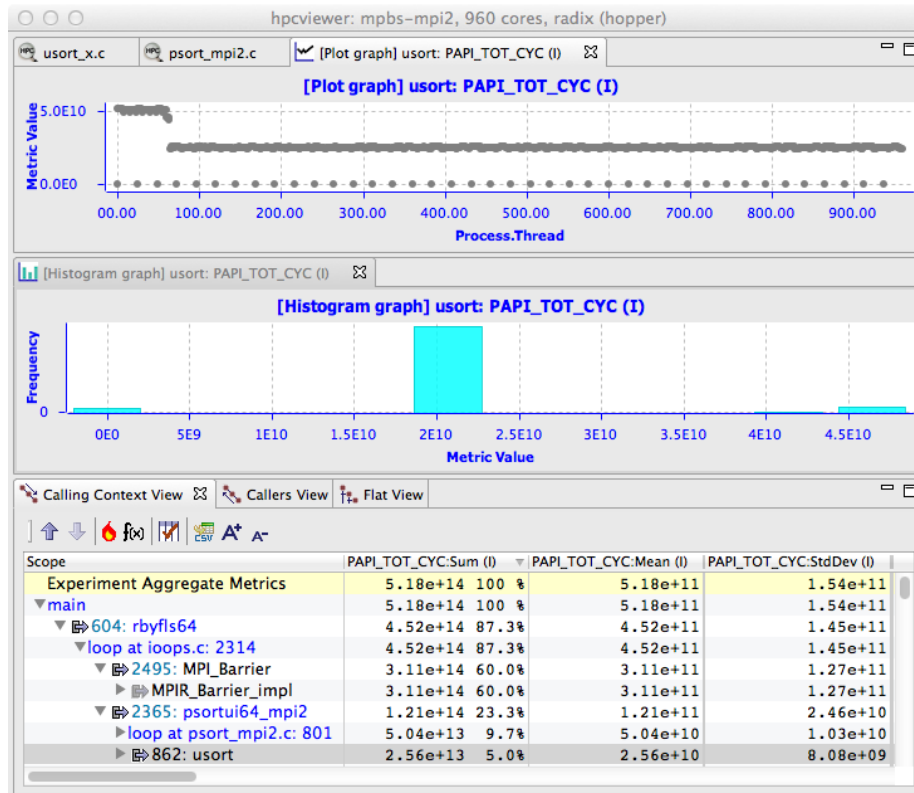 hpcviewer: mpbs-mpi2, 960 cores, radix (hopper)
usort_x.c psort_mpi2.c [Plot graph] usort: PAPI_TOT_CYC (I)
[Plot graph] usort: PAPI_TOT_CYC (I)
Metric Value
5.0E10
0.0E0
00.00 100.00 200.00 300.00 400.00 500.00 600.00 700.00 800.00 900.00
Process.Thread
[Histogram graph] usort: PAPI_TOT_CYC (I)
[Histogram graph] usort: PAPI_TOT_CYC (I)
Frequency
0
0E0 5E9 1E10 1.5E10 2E10 2.5E10 3E10 3.5E10 4E10 4.5E10
Metric Value
Calling Context View Callers View Flat View
f(x) CSV A+ A-
Scope PAPI_TOT_CYC:Sum (I) PAPI_TOT_CYC:Mean (I) PAPI_TOT_CYC:StdDev (I)
Experiment Aggregate Metrics 5.18e+14 100 % 5.18e+11 1.54e+11
main 5.18e+14 100 % 5.18e+11 1.54e+11
604: rbyfls64 4.52e+14 87.3% 4.52e+11 1.45e+11
loop at ioops.c: 2314 4.52e+14 87.3% 4.52e+11 1.45e+11
2495: MPI_Barrier 3.11e+14 60.0% 3.11e+11 1.27e+11
MPIR_Barrier_impl 3.11e+14 60.0% 3.11e+11 1.27e+11
2365: psortui64_mpi2 1.21e+14 23.3% 1.21e+11 2.46e+10
loop at psort_mpi2.c: 801 5.04e+13 9.7% 5.04e+10 1.03e+10
862: usort 2.56e+13 5.0% 2.56e+10 8.08e+09